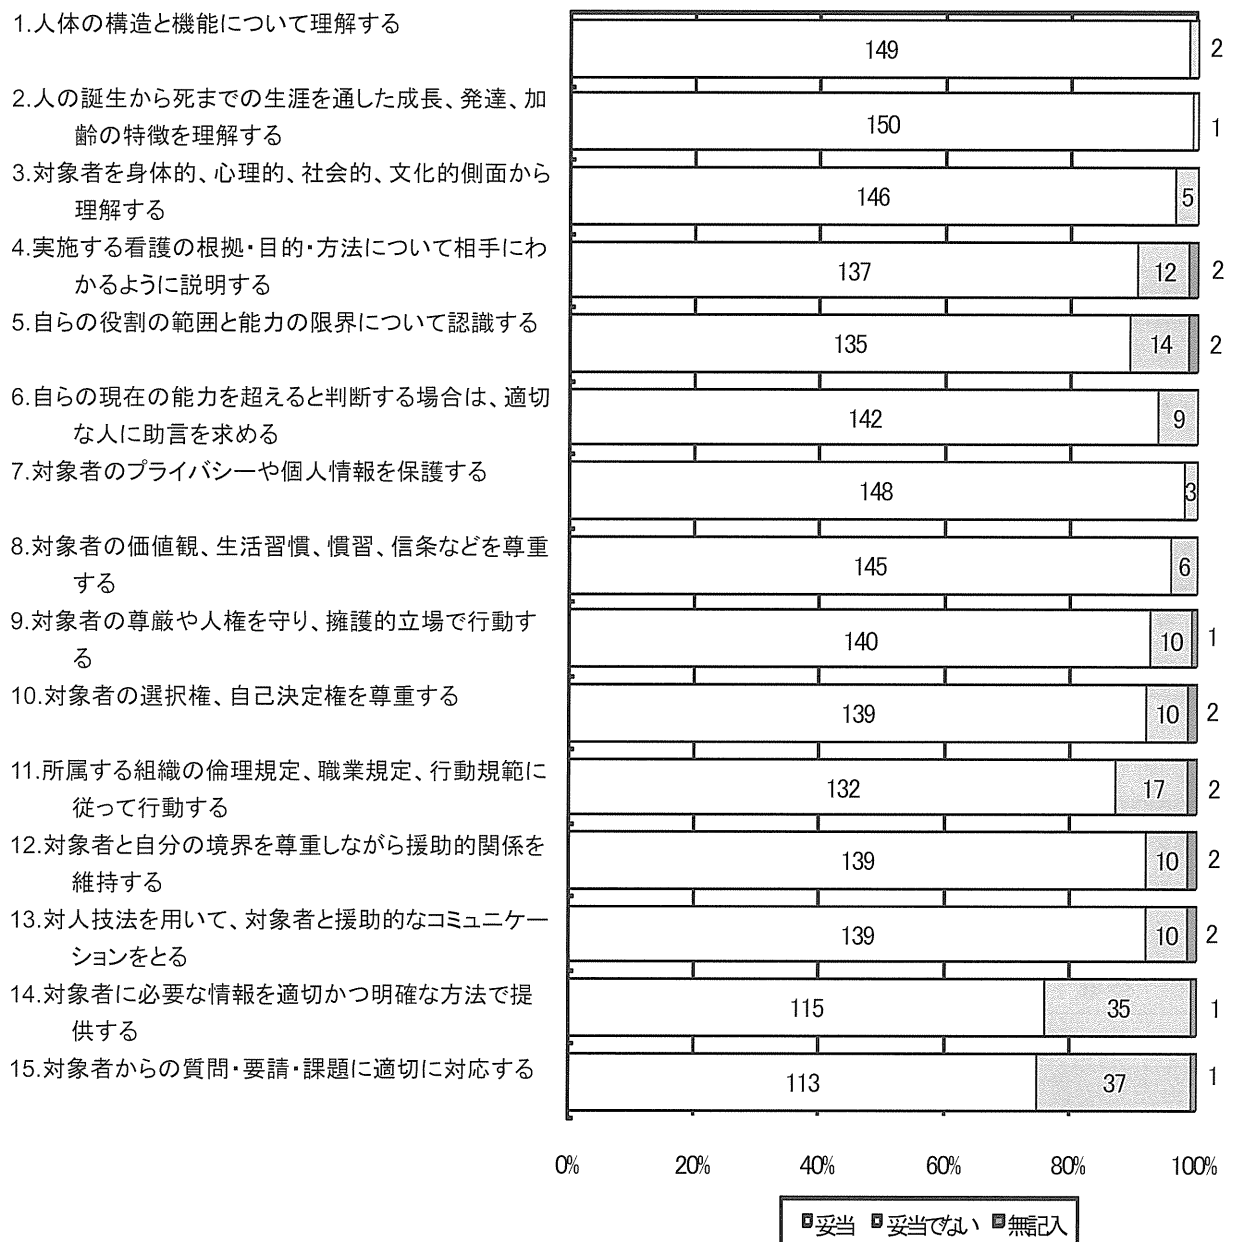 1.人体の構造と機能について理解する
149 2
2.人の誕生から死までの生涯を通した成長、発達、加
齢の特徴を理解する
150 1
3.対象者を身体的、心理的、社会的、文化的側面から
理解する
146 5
4.実施する看護の根拠・目的・方法について相手にわ
かるように説明する
137 12 2
5.自らの役割の範囲と能力の限界について認識する
135 14 2
6.自らの現在の能力を超えると判断する場合は、適切
な人に助言を求める
142 9
7.対象者のプライバシーや個人情報を保護する
148 3
8.対象者の価値観、生活習慣、慣習、信条などを尊重
する
145 6
9.対象者の尊厳や人権を守り、擁護的立場で行動す
る
140 10 1
10.対象者の選択権、自己決定権を尊重する
139 10 2
11.所属する組織の倫理規定、職業規定、行動規範に
従って行動する
132 17 2
12.対象者と自分の境界を尊重しながら援助的関係を
維持する
139 10 2
13.対人技法を用いて、対象者と援助的なコミュニケー
ションをとる
139 10 2
14.対象者に必要な情報を適切かつ明確な方法で提
供する
115 35 1
15.対象者からの質問・要請・課題に適切に対応する
113 37 1
0% 20% 40% 60% 80% 100%
妥当 妥当でない 無記入